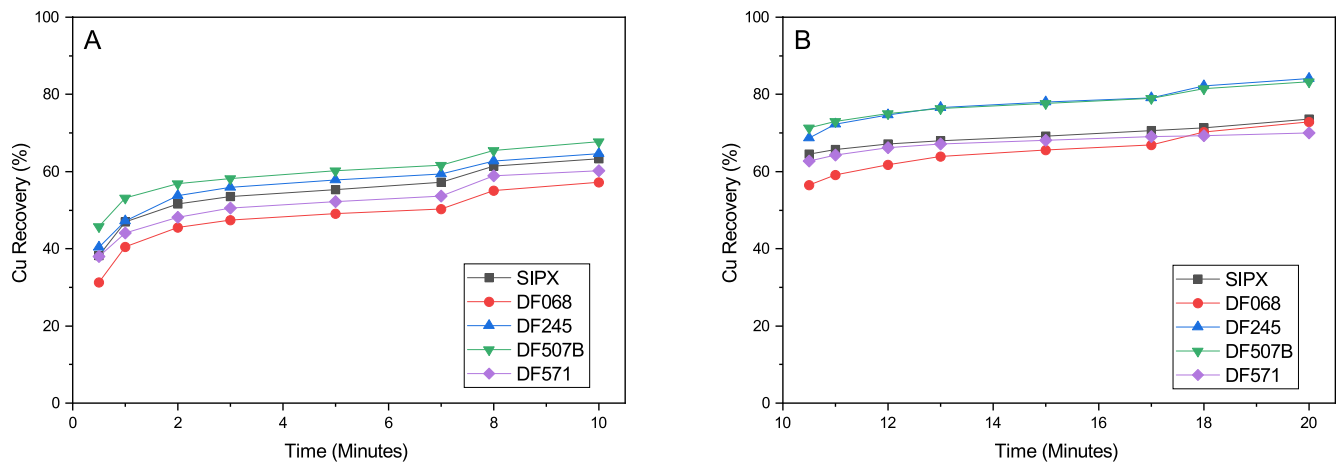 A
Cu Recovery (%)
100
80
60
40
20
0
0 2 4 6 8 10
Time (Minutes)
SIPX
DF068
DF245
DF507B
DF571
B
Cu Recovery (%)
100
80
60
40
20
0
10 12 14 16 18 20
Time (Minutes)
SIPX
DF068
DF245
DF507B
DF571